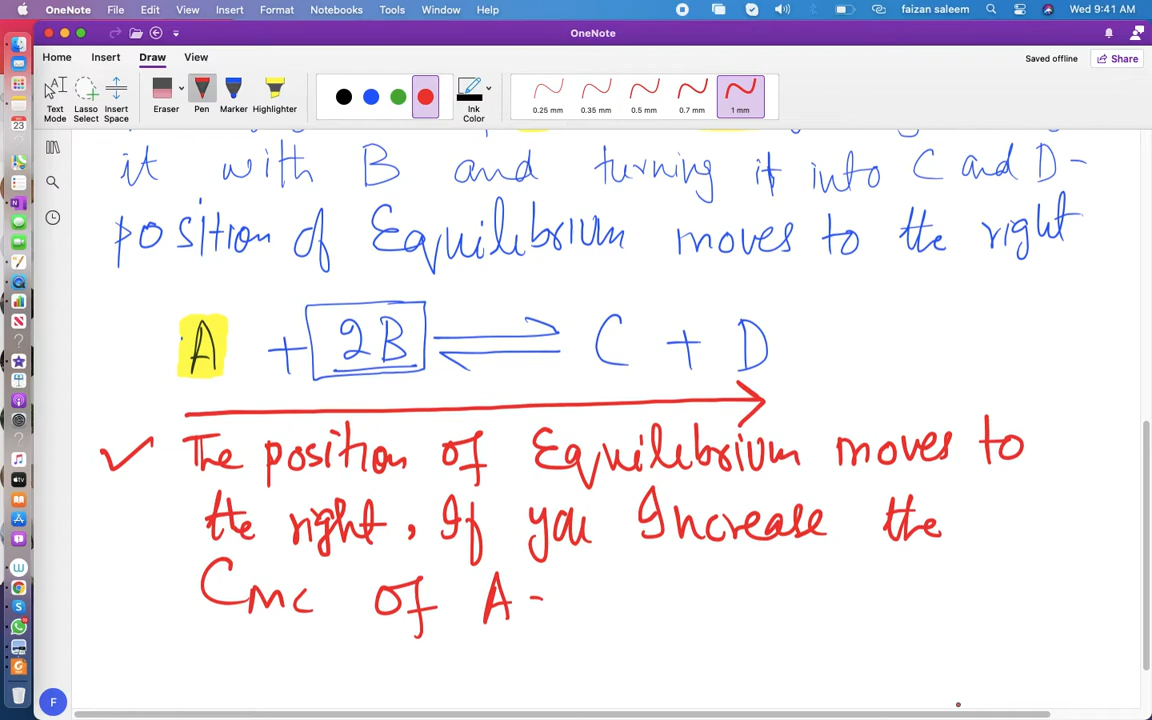 OneNote File Edit View Insert Format Notebooks Tools Window Help faizan saleem Wed 9:41 AM
OneNote
Home Insert Draw View Saved offline Share
Text Mode Lasso Select Insert Space Eraser Pen Marker Highlighter Ink Color 0.25 mm 0.35 mm 0.5 mm 0.7 mm 1 mm
it with B and turning it into C and D-
position of Equilibrium moves to the right
A + 2B ⇌ C + D
The position of Equilibrium moves to
the right, If you Increase the
Cmc of A -
F